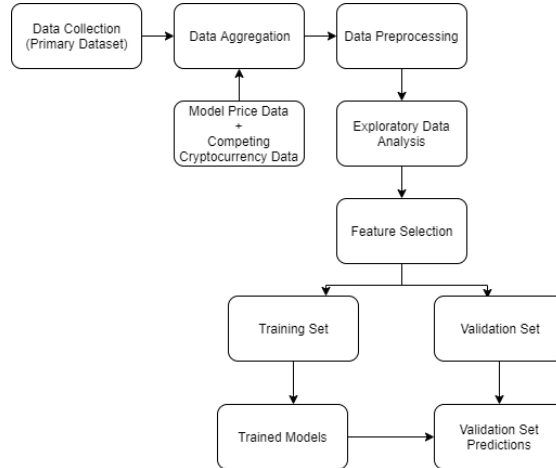 Data Collection
(Primary Dataset)
Data Aggregation
Data Preprocessing
Model Price Data
+
Competing
Cryptocurrency Data
Exploratory Data
Analysis
Feature Selection
Training Set
Validation Set
Trained Models
Validation Set
Predictions